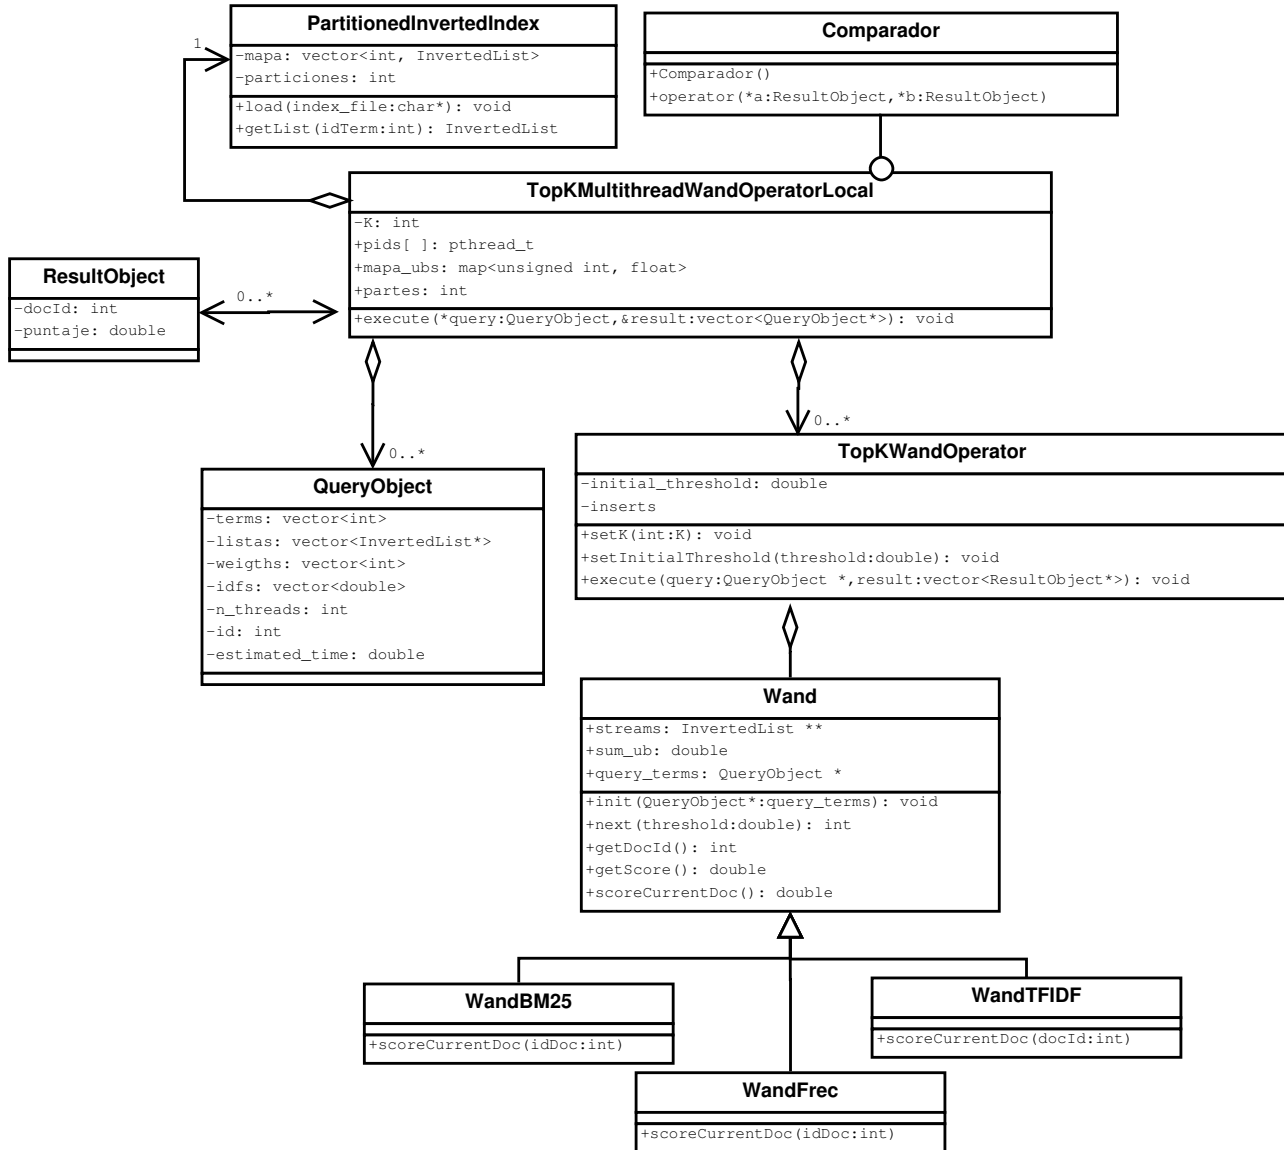 PartitionedInvertedIndex
-mapa: vector<int, InvertedList>
-particiones: int
+load(index_file:char*): void
+getList(idTerm:int): InvertedList
1
Comparador
+Comparador()
+operator(*a:ResultObject,*b:ResultObject)
TopKMultithreadWandOperatorLocal
-K: int
+pids[ ]: pthread_t
+mapa_ubs: map<unsigned int, float>
+partes: int
+execute(*query:QueryObject,&result:vector<QueryObject*>): void
ResultObject
-docId: int
-puntaje: double
0..*
0..*
0..*
QueryObject
-terms: vector<int>
-listas: vector<InvertedList*>
-weigths: vector<int>
-idfs: vector<double>
-n_threads: int
-id: int
-estimated_time: double
TopKWandOperator
-initial_threshold: double
-inserts
+setK(int:K): void
+setInitialThreshold(threshold:double): void
+execute(query:QueryObject *,result:vector<ResultObject*>): void
Wand
+streams: InvertedList **
+sum_ub: double
+query_terms: QueryObject *
+init(QueryObject*:query_terms): void
+next(threshold:double): int
+getDocId(): int
+getScore(): double
+scoreCurrentDoc(): double
WandBM25
+scoreCurrentDoc(idDoc:int)
WandTFIDF
+scoreCurrentDoc(docId:int)
WandFrec
+scoreCurrentDoc(idDoc:int)